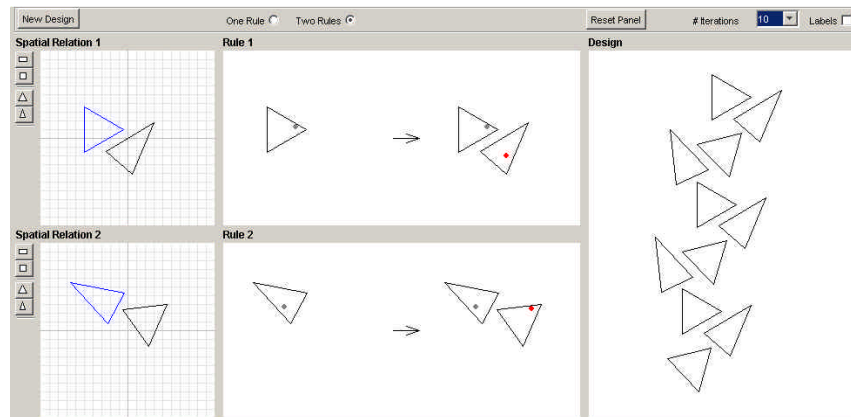 New Design One Rule Two Rules Reset Panel # Iterations 10 Labels
Spatial Relation 1 Rule 1 Design
Spatial Relation 2 Rule 2